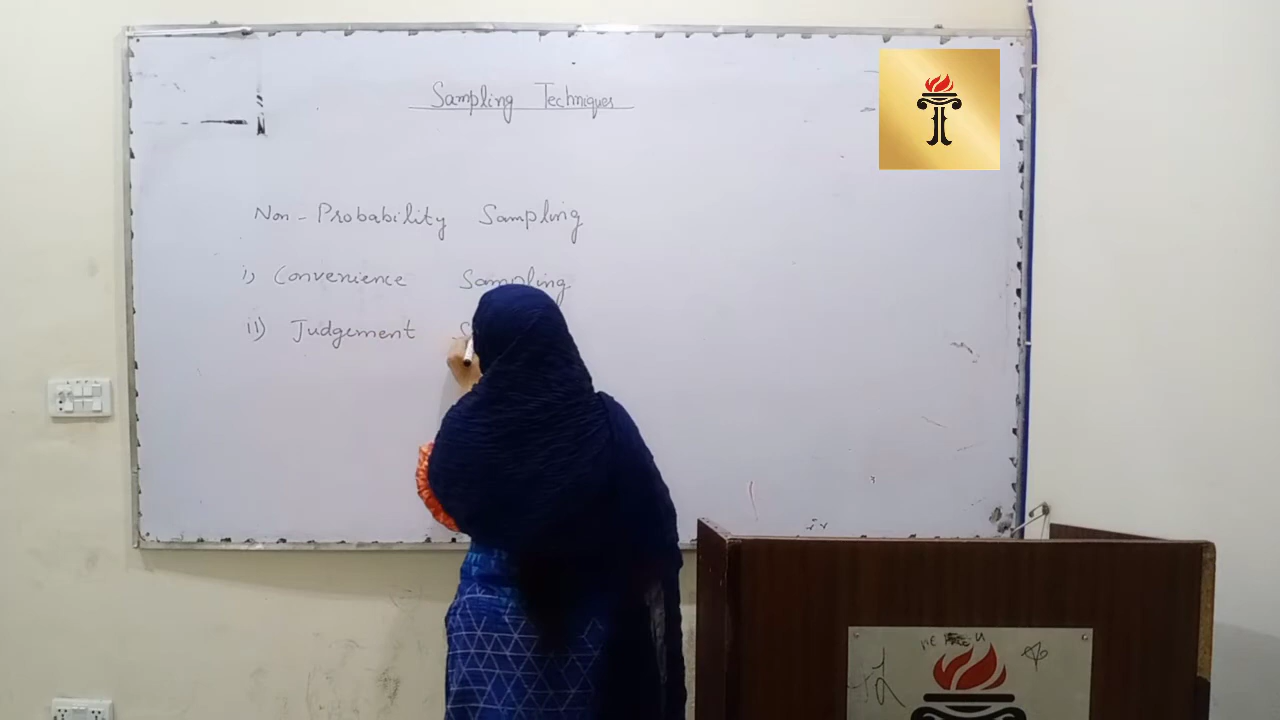 Sampling Techniques
Non-Probability Sampling
i) Convenience Sampling
ii) Judgement S